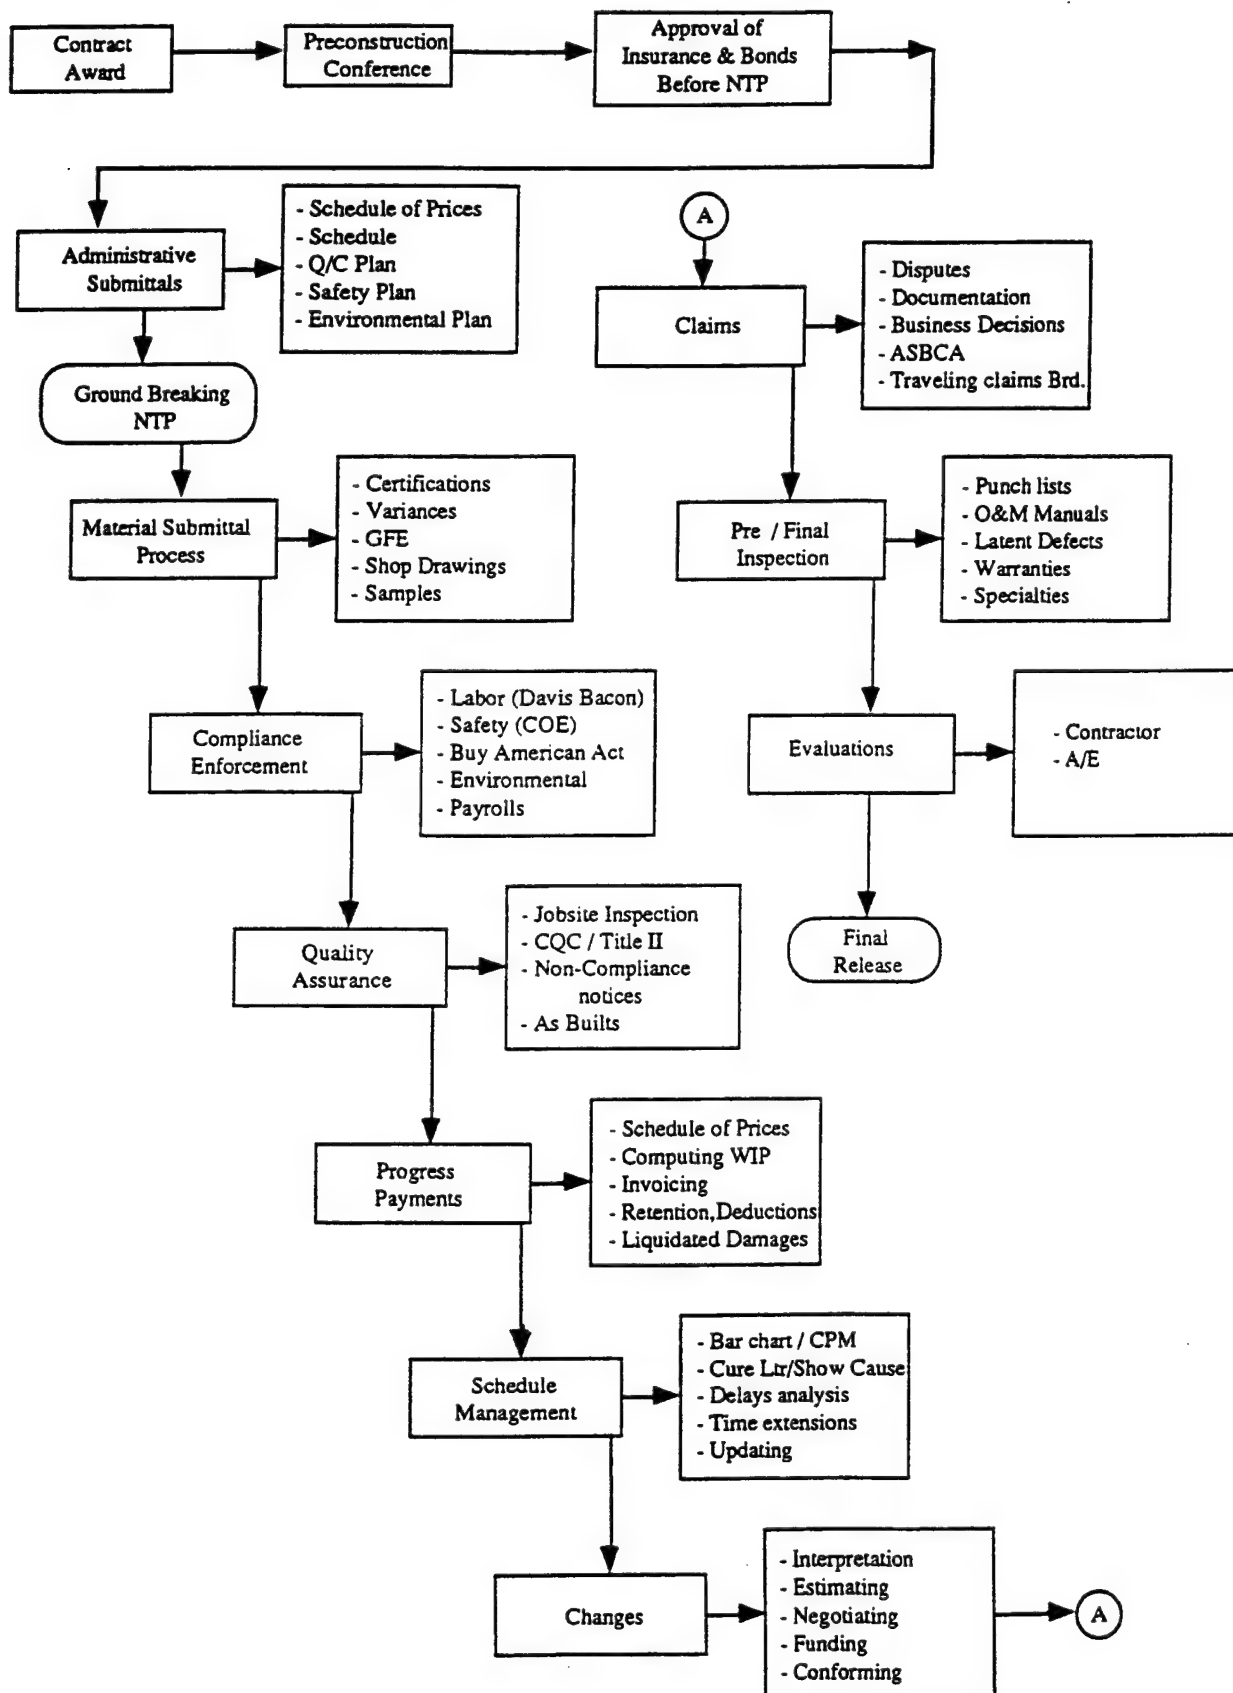 Contract
Award
Preconstruction
Conference
Approval of
Insurance & Bonds
Before NTP
Administrative
Submittals
- Schedule of Prices
- Schedule
- Q/C Plan
- Safety Plan
- Environmental Plan
Ground Breaking
NTP
Material Submittal
Process
- Certifications
- Variances
- GFE
- Shop Drawings
- Samples
Compliance
Enforcement
- Labor (Davis Bacon)
- Safety (COE)
- Buy American Act
- Environmental
- Payrolls
Quality
Assurance
- Jobsite Inspection
- CQC / Title II
- Non-Compliance
notices
- As Builts
Progress
Payments
- Schedule of Prices
- Computing WIP
- Invoicing
- Retention,Deductions
- Liquidated Damages
Schedule
Management
- Bar chart / CPM
- Cure Ltr/Show Cause
- Delays analysis
- Time extensions
- Updating
Changes
- Interpretation
- Estimating
- Negotiating
- Funding
- Conforming
A
A
Claims
- Disputes
- Documentation
- Business Decisions
- ASBCA
- Traveling claims Brd.
Pre / Final
Inspection
- Punch lists
- O&M Manuals
- Latent Defects
- Warranties
- Specialties
Evaluations
- Contractor
- A/E
Final
Release